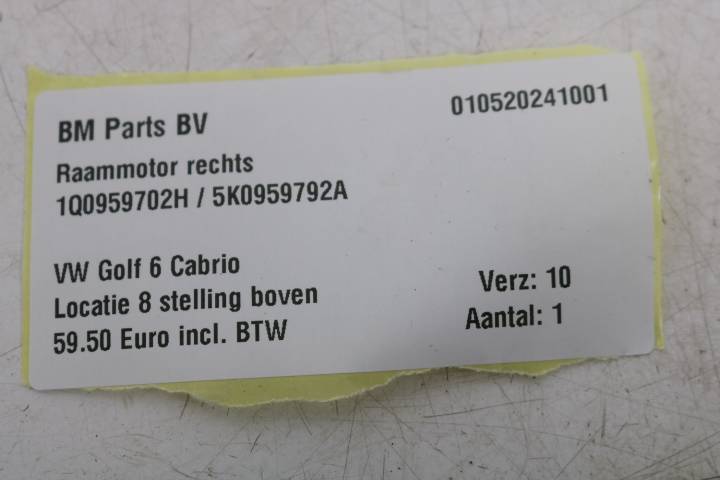 BM Parts BV
010520241001
Raammotor rechts
1Q0959702H / 5K0959792A
VW Golf 6 Cabrio
Locatie 8 stelling boven
Verz: 10
59.50 Euro incl. BTW
Aantal: 1